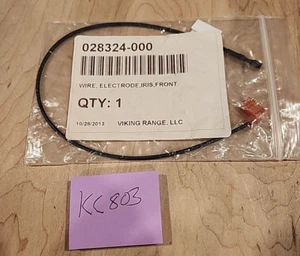 028324-000
WIRE, ELECTRODE,IRIS,FRONT
QTY: 1
10/28/2013 VIKING RANGE, LLC
KC803